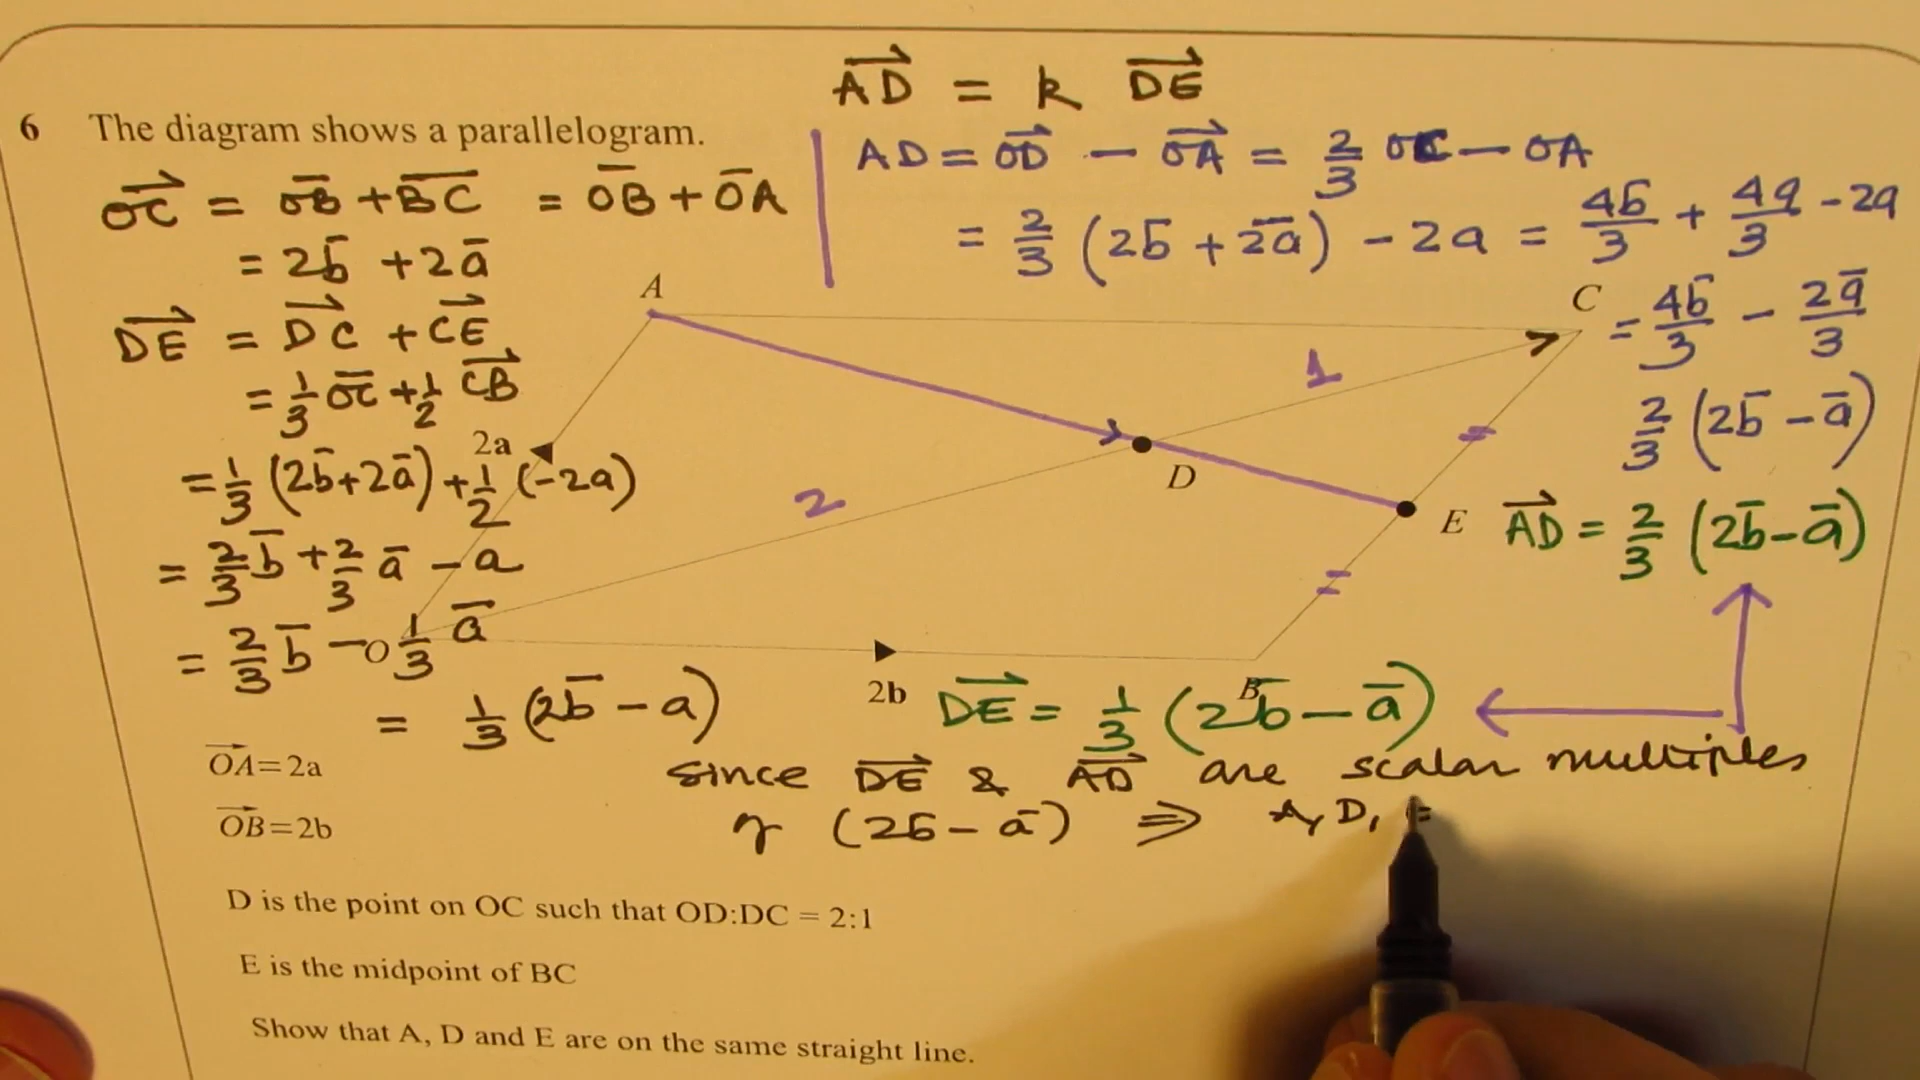 AD = k DE
6 The diagram shows a parallelogram.
AD = OD - OA = 2/3 OC - OA
OC = OB + BC = OB + OA
= 2/3 (2b + 2a) - 2a = 4b/3 + 4a/3 - 2a
= 2b + 2a
A
C
= 4b/3 - 2a/3
DE = DC + CE
1
= 1/3 OC + 1/2 CB
2/3 (2b - a)
2a
D
= 1/3 (2b + 2a) + 1/2 (-2a)
2
E
AD = 2/3 (2b - a)
= 2/3 b + 2/3 a - a
O
= 2/3 b - 1/3 a
2b
B
DE = 1/3 (2b - a)
= 1/3 (2b - a)
OA=2a
since DE & AD are scalar multiples
OB=2b
of (2b - a) ⇒ A, D,
D is the point on OC such that OD:DC = 2:1
E is the midpoint of BC
Show that A, D and E are on the same straight line.